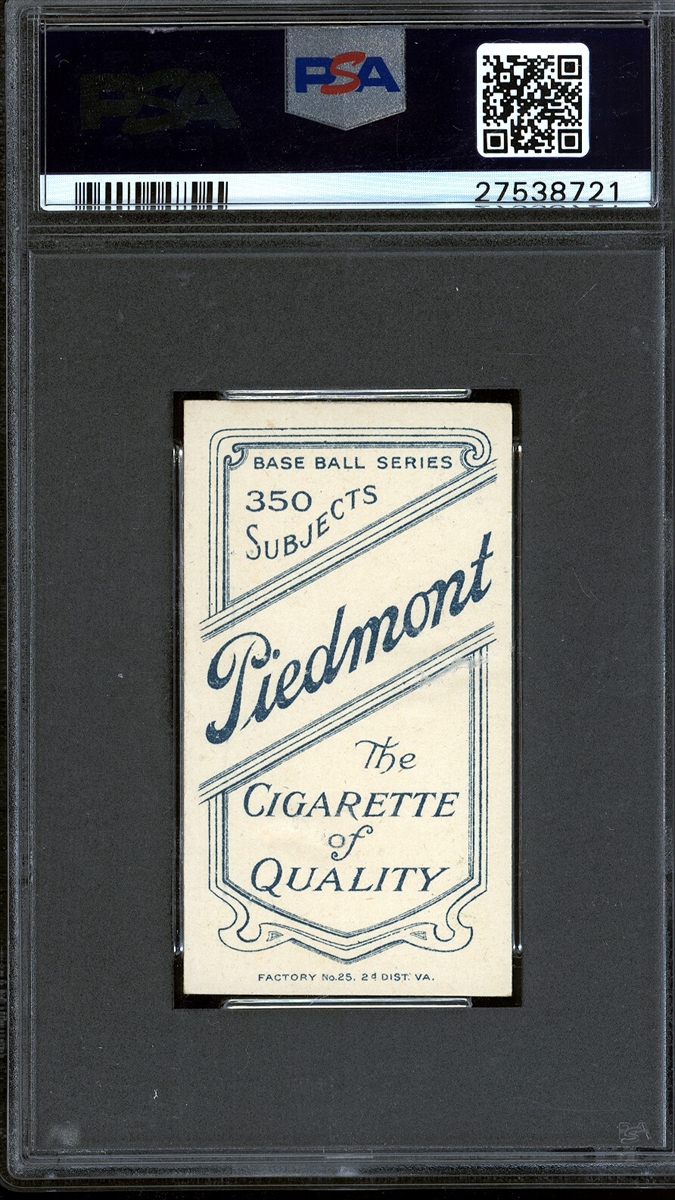 PSA
PSA
27538721
BASE BALL SERIES
350
SUBJECTS
Piedmont
The
CIGARETTE
of
QUALITY
FACTORY No.25. 2d DIST. VA.
PSA